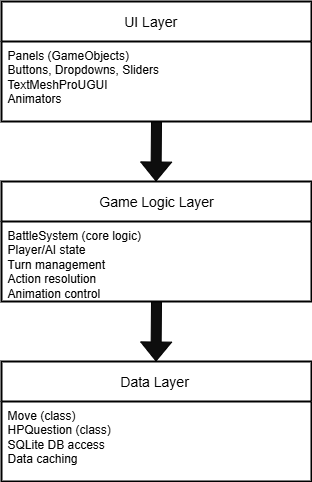 UI Layer
Panels (GameObjects)
Buttons, Dropdowns, Sliders
TextMeshProUGUI
Animators
Game Logic Layer
BattleSystem (core logic)
Player/AI state
Turn management
Action resolution
Animation control
Data Layer
Move (class)
HPQuestion (class)
SQLite DB access
Data caching